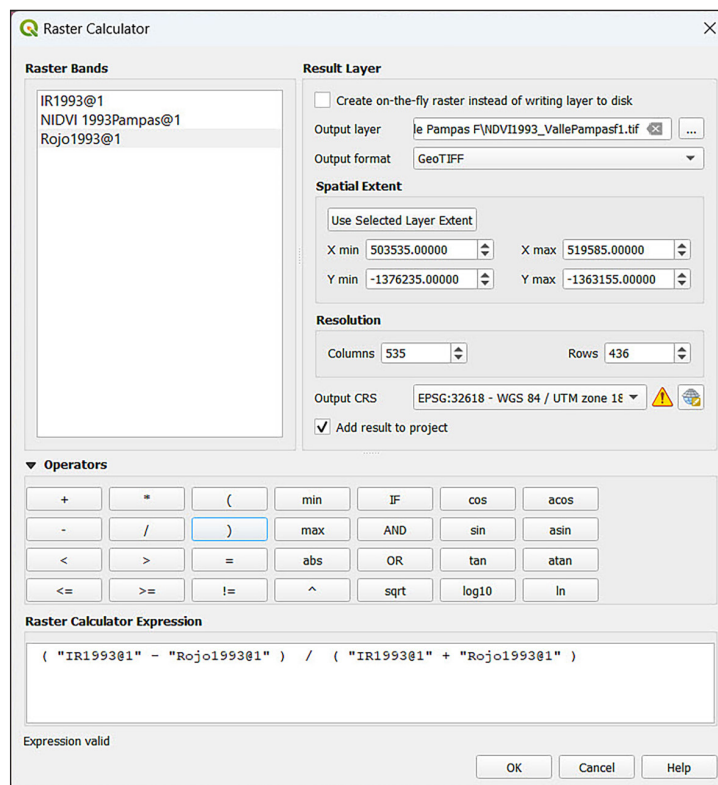 Raster Calculator
Raster Bands
IR1993@1
NIDVI 1993Pampas@1
Rojo1993@1
Result Layer
Create on-the-fly raster instead of writing layer to disk
Output layer le Pampas F\NDVI1993_VallePampasf1.tif ...
Output format GeoTIFF
Spatial Extent
Use Selected Layer Extent
X min 503535.00000 X max 519585.00000
Y min -1376235.00000 Y max -1363155.00000
Resolution
Columns 535 Rows 436
Output CRS EPSG:32618 - WGS 84 / UTM zone 18
Add result to project
Operators
+ * ( min IF cos acos
- / ) max AND sin asin
< > = abs OR tan atan
<= >= != ^ sqrt log10 ln
Raster Calculator Expression
( "IR1993@1" - "Rojo1993@1" ) / ( "IR1993@1" + "Rojo1993@1" )
Expression valid
OK Cancel Help